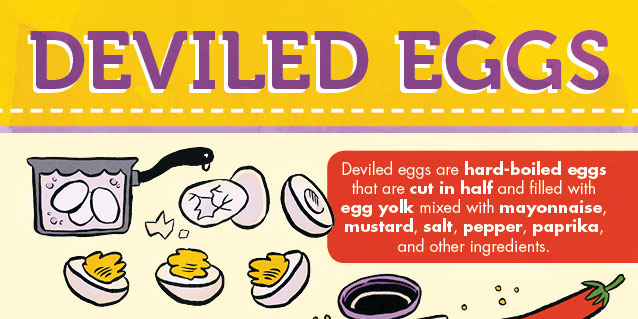 DEVILED EGGS
Deviled eggs are hard-boiled eggs
that are cut in half and filled with
egg yolk mixed with mayonnaise,
mustard, salt, pepper, paprika,
and other ingredients.